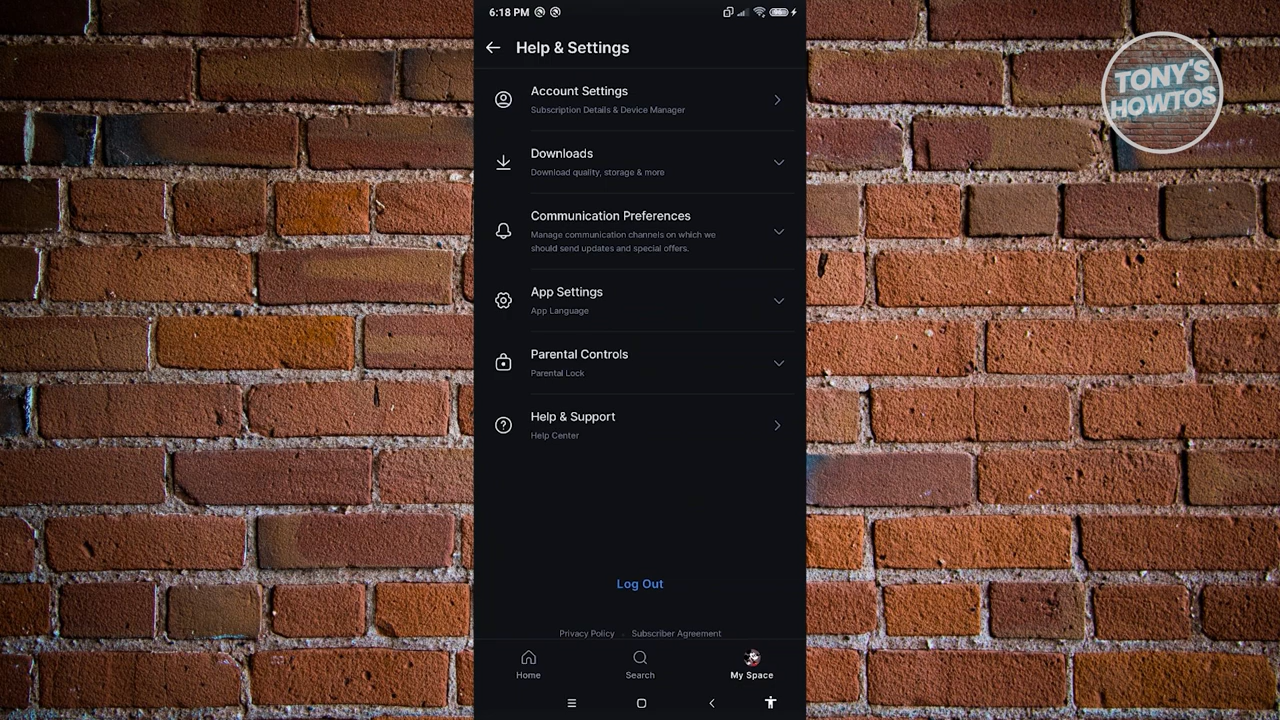 6:18 PM
TONY'S
HOWTOS
Help & Settings
Account Settings
Subscription Details & Device Manager
Downloads
Download quality, storage & more
Communication Preferences
Manage communication channels on which we
should send updates and special offers.
App Settings
App Language
Parental Controls
Parental Lock
Help & Support
Help Center
Log Out
Privacy Policy
Subscriber Agreement
Home
Search
My Space